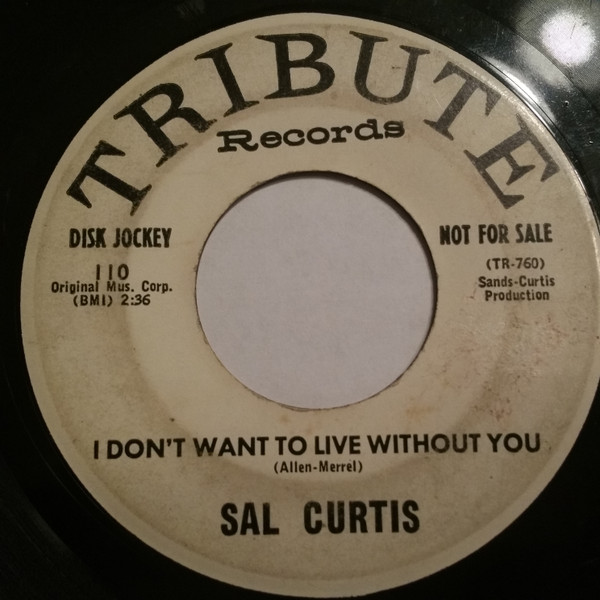 TRIBUTE
Records
DISK JOCKEY
110
Original Mus. Corp.
(BMI) 2:36
NOT FOR SALE
(TR-760)
Sands-Curtis
Production
I DON'T WANT TO LIVE WITHOUT YOU
(Allen-Merrel)
SAL CURTIS